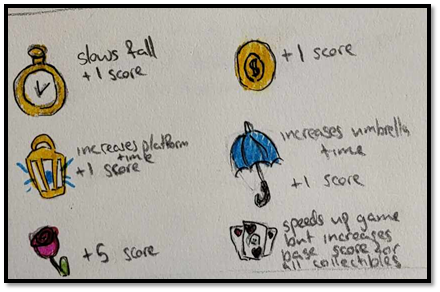 slows fall
+1 score
+1 score
increases platform
time
+1 score
increases umbrella
time
+1 score
+5 score
speeds up game
but increases
base score for
all collectibles